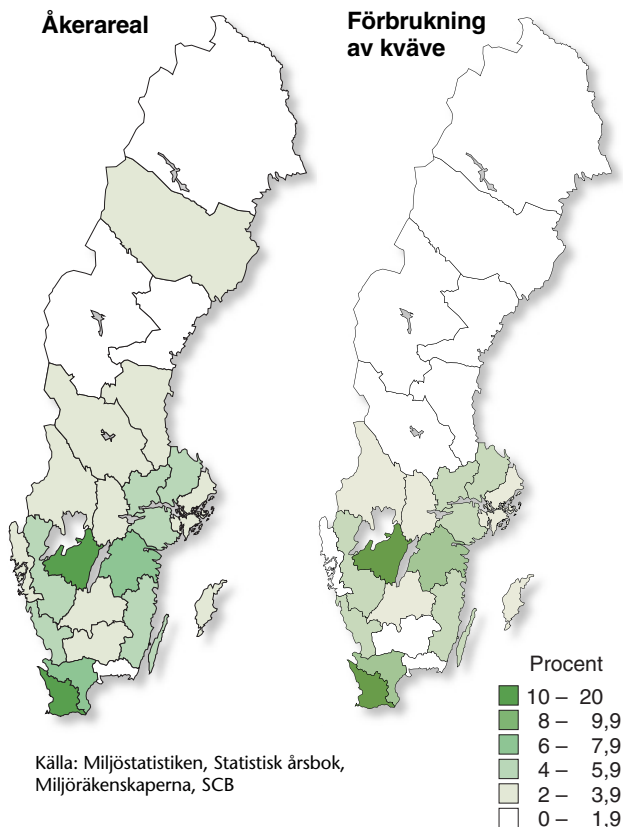 Åkerareal
Förbrukning
av kväve
Procent
10 – 20
8 – 9,9
6 – 7,9
4 – 5,9
2 – 3,9
0 – 1,9
Källa: Miljöstatistiken, Statistisk årsbok,
Miljöräkenskaperna, SCB